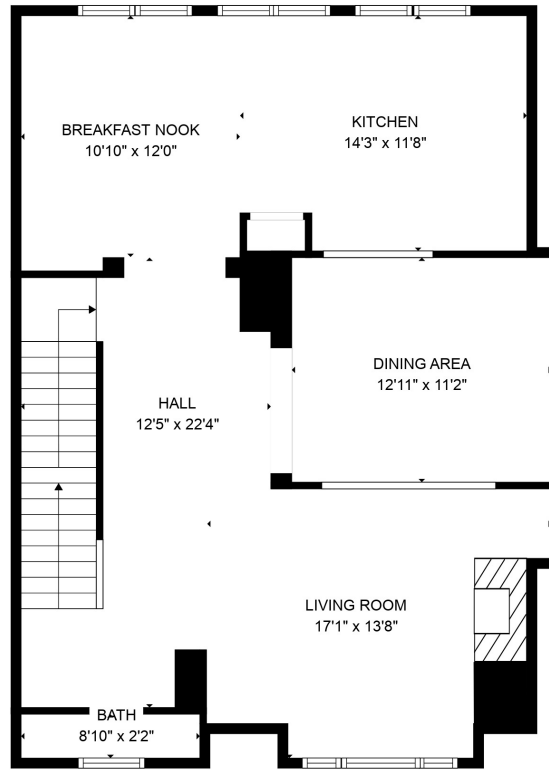 BREAKFAST NOOK
10'10" x 12'0"
KITCHEN
14'3" x 11'8"
DINING AREA
12'11" x 11'2"
HALL
12'5" x 22'4"
LIVING ROOM
17'1" x 13'8"
BATH
8'10" x 2'2"